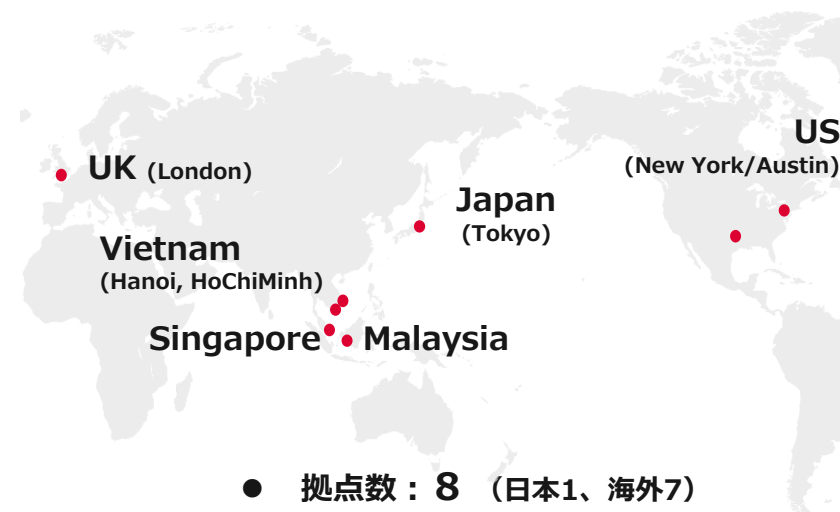 US
(New York/Austin)
UK (London)
Japan
(Tokyo)
Vietnam
(Hanoi, HoChiMinh)
Singapore
Malaysia
● 拠点数：8 （日本1、海外7）